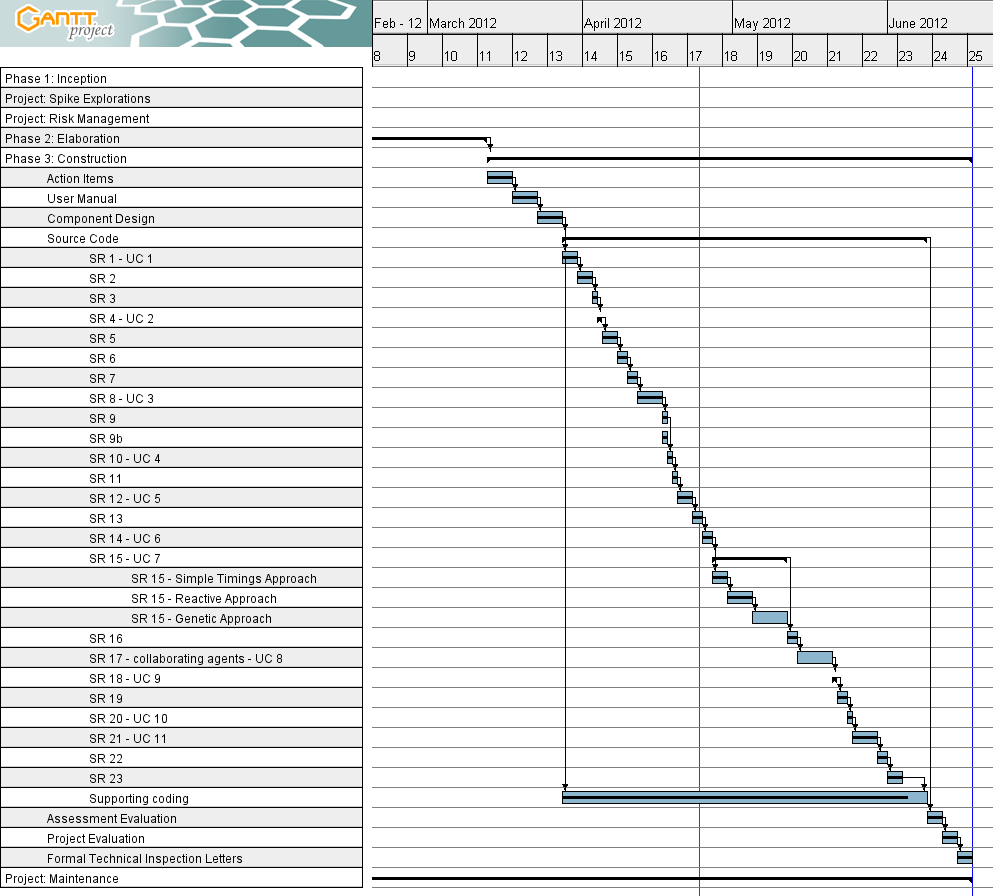 GANTT
project
Feb - 12 March 2012 April 2012 May 2012 June 2012
8 9 10 11 12 13 14 15 16 17 18 19 20 21 22 23 24 25
Phase 1: Inception
Project: Spike Explorations
Project: Risk Management
Phase 2: Elaboration
Phase 3: Construction
Action Items
User Manual
Component Design
Source Code
SR 1 - UC 1
SR 2
SR 3
SR 4 - UC 2
SR 5
SR 6
SR 7
SR 8 - UC 3
SR 9
SR 9b
SR 10 - UC 4
SR 11
SR 12 - UC 5
SR 13
SR 14 - UC 6
SR 15 - UC 7
SR 15 - Simple Timings Approach
SR 15 - Reactive Approach
SR 15 - Genetic Approach
SR 16
SR 17 - collaborating agents - UC 8
SR 18 - UC 9
SR 19
SR 20 - UC 10
SR 21 - UC 11
SR 22
SR 23
Supporting coding
Assessment Evaluation
Project Evaluation
Formal Technical Inspection Letters
Project: Maintenance